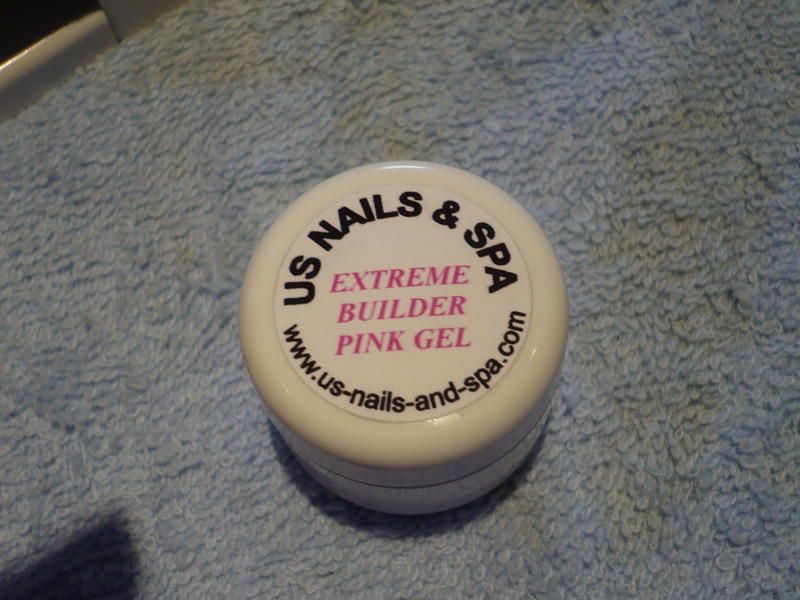 US NAILS & SPA
EXTREME
BUILDER
PINK GEL
www.us-nails-and-spa.com